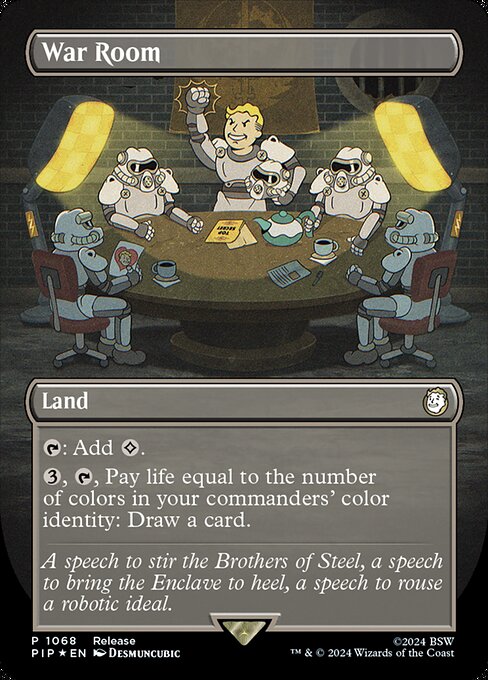 War Room
TOP SECRET
Land
: Add .
3, , Pay life equal to the number
of colors in your commanders' color
identity: Draw a card.
A speech to stir the Brothers of Steel, a speech
to bring the Enclave to heel, a speech to rouse
a robotic ideal.
P 1068 Release
PIP★EN Desmuncubic
©2024 BSW
™ & © 2024 Wizards of the Coast